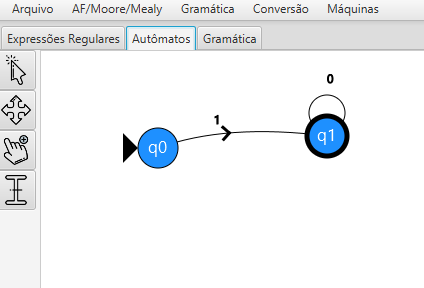 Arquivo AF/Moore/Mealy Gramática Conversão Máquinas
Expressões Regulares Autômatos Gramática
0
1
q0 q1